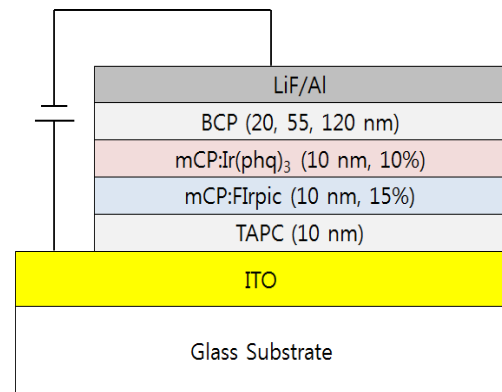 LiF/Al
BCP (20, 55, 120 nm)
mCP:Ir(phq)₃ (10 nm, 10%)
mCP:FIrpic (10 nm, 15%)
TAPC (10 nm)
ITO
Glass Substrate